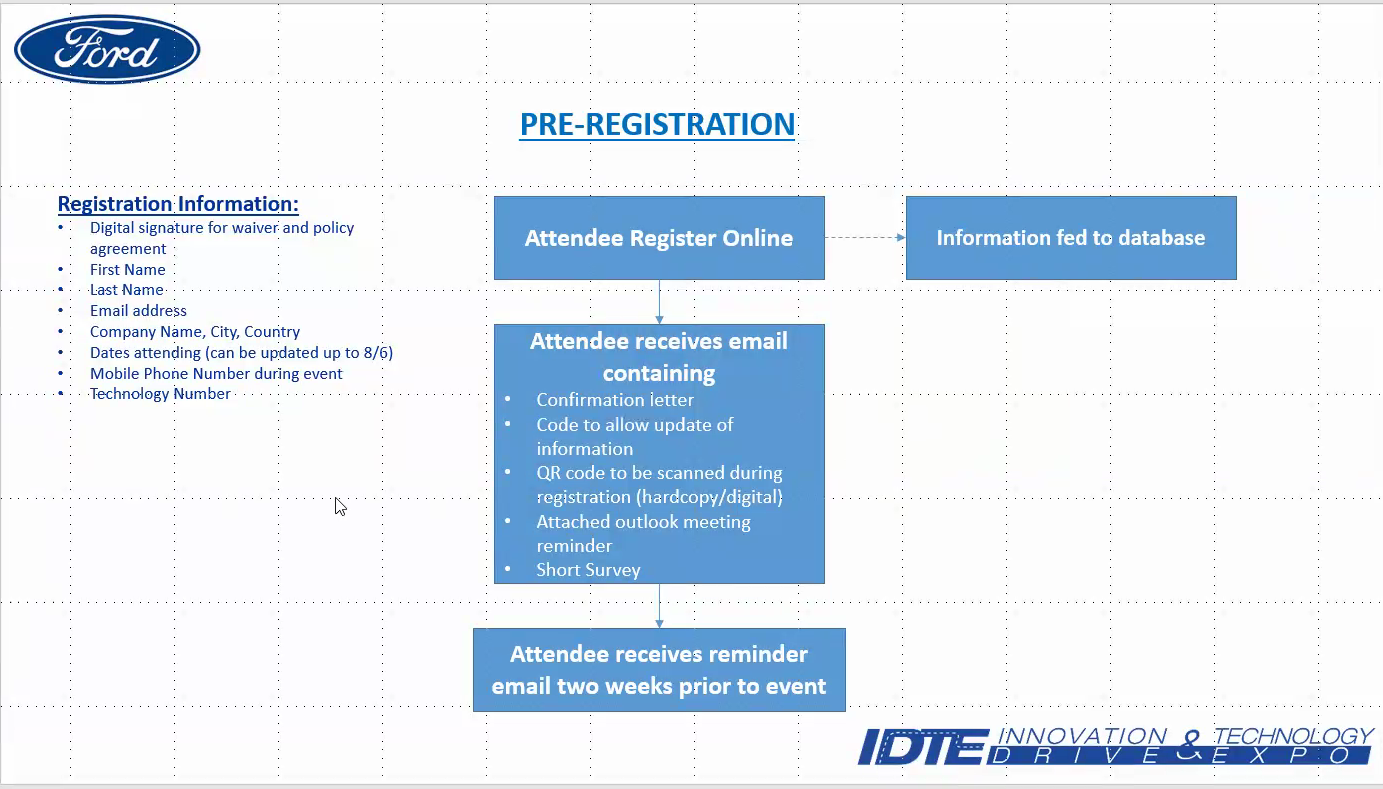 Ford
PRE-REGISTRATION
Registration Information:
• Digital signature for waiver and policy
agreement
• First Name
• Last Name
• Email address
• Company Name, City, Country
• Dates attending (can be updated up to 8/6)
• Mobile Phone Number during event
• Technology Number
Attendee Register Online
Information fed to database
Attendee receives email
containing
• Confirmation letter
• Code to allow update of
information
• QR code to be scanned during
registration (hardcopy/digital)
• Attached outlook meeting
reminder
• Short Survey
Attendee receives reminder
email two weeks prior to event
IDTE INNOVATION & TECHNOLOGY
DRIVE EXPO